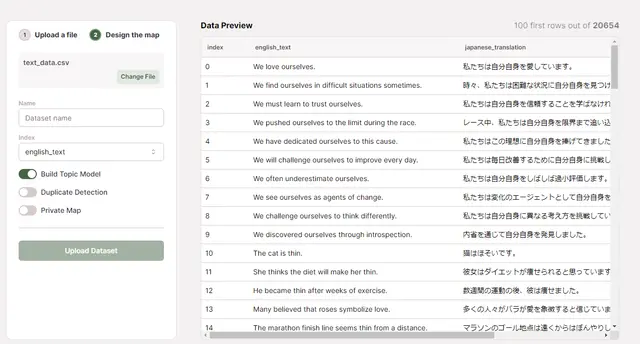 1 Upload a file 2 Design the map
text_data.csv
Change File
Name
Dataset name
Index
english_text
Build Topic Model
Duplicate Detection
Private Map
Upload Dataset
Data Preview 100 first rows out of 20654
index english_text japanese_translation
0 We love ourselves. 私たちは自分自身を愛しています。
1 We find ourselves in difficult situations sometimes. 時々、私たちは困難な状況に自分自身を見つけ
2 We must learn to trust ourselves. 私たちは自分自身を信頼することを学ばなけれ
3 We pushed ourselves to the limit during the race. レース中、私たちは自分自身を限界まで追い込
4 We have dedicated ourselves to this cause. 私たちはこの理想に自分自身を捧げてきました
5 We will challenge ourselves to improve every day. 私たちは毎日改善するために自分自身に挑戦し
6 We often underestimate ourselves. 私たちは自分自身をしばしば過小評価します。
7 We see ourselves as agents of change. 私たちは変化のエージェントとして自分自身を
8 We challenge ourselves to think differently. 私たちは自分自身に異なる考え方を挑戦してい
9 We discovered ourselves through introspection. 内省を通じて自分自身を発見しました。
10 The cat is thin. 猫はほそいです。
11 She thinks the diet will make her thin. 彼女はダイエットが痩せられると思っています
12 He became thin after weeks of exercise. 数週間の運動の後、彼は痩せました。
13 Many believed that roses symbolize love. 多くの人々がバラが愛を象徴すると信じていま
14 The marathon finish line seems thin from a distance. マラソンのゴール地点は遠くからはぼんやりし